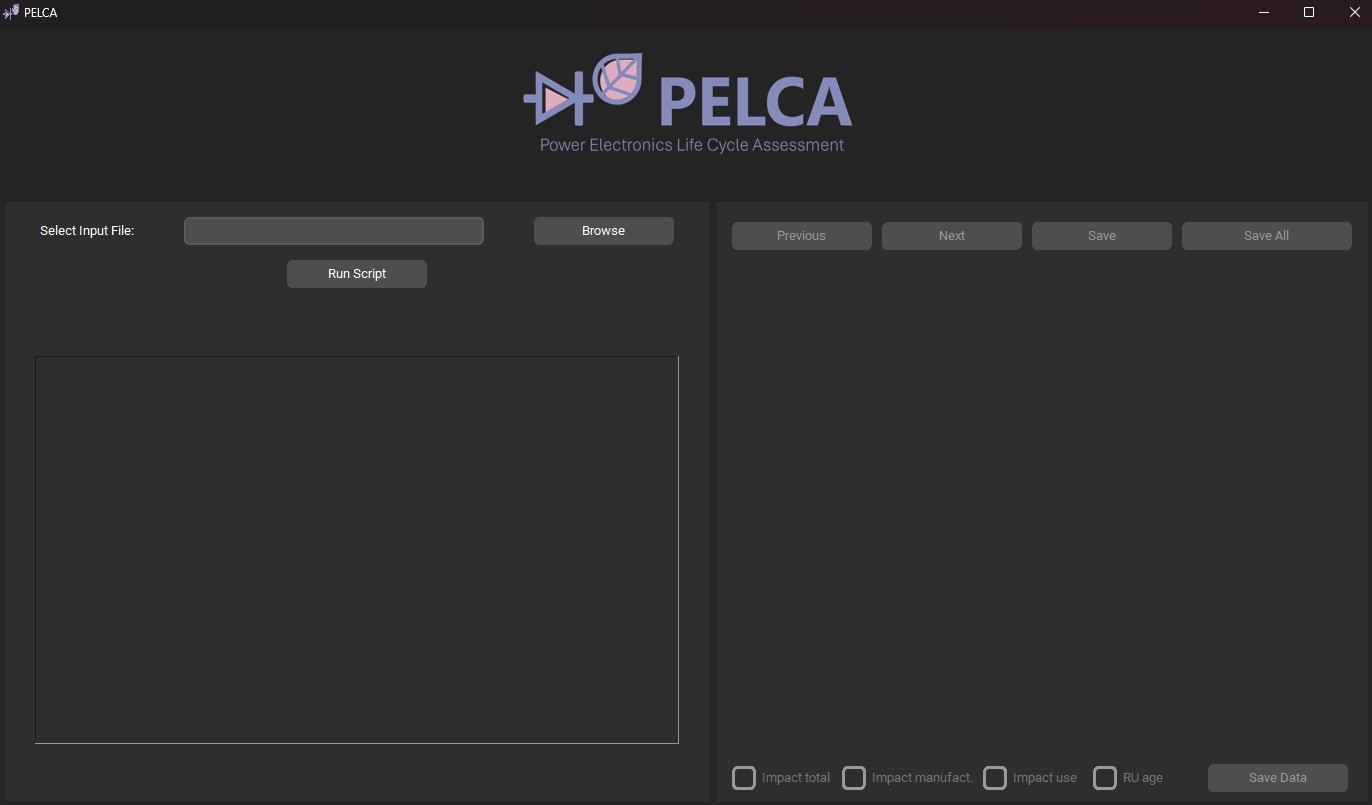 PELCA
PELCA
Power Electronics Life Cycle Assessment
Select Input File:
Browse
Run Script
Previous
Next
Save
Save All
Impact total
Impact manufact.
Impact use
RU age
Save Data